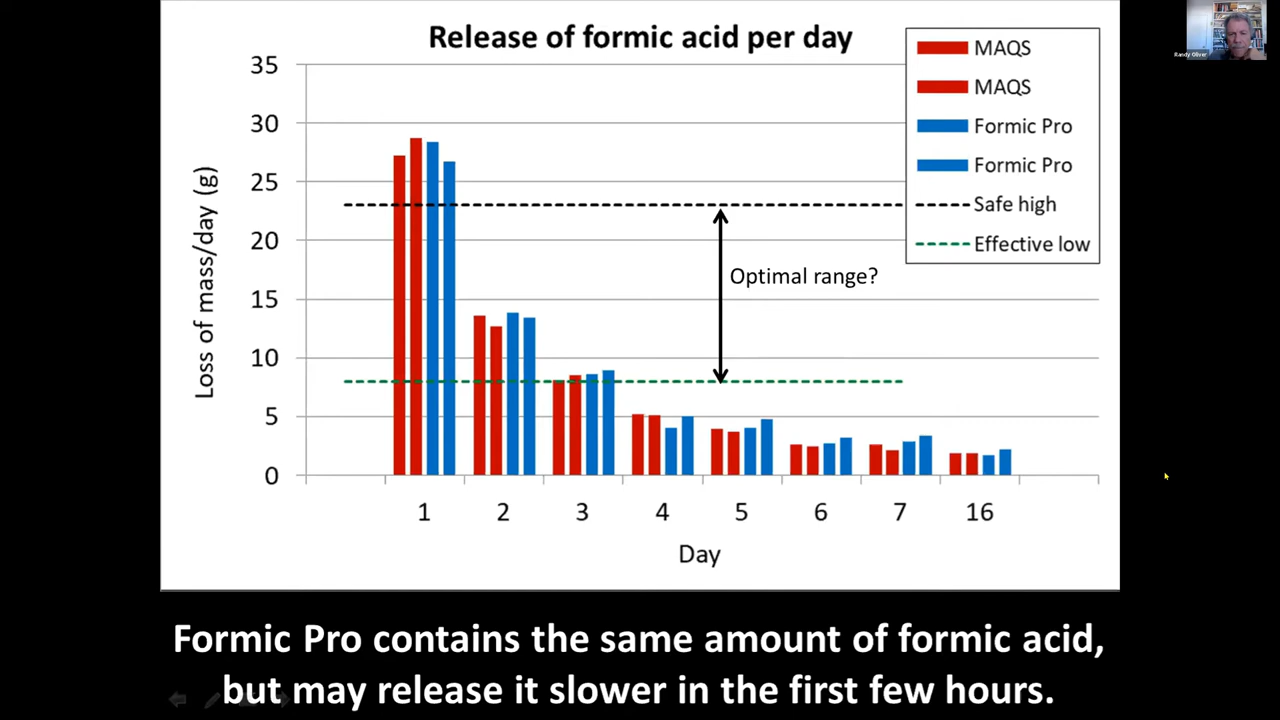 Release of formic acid per day
Randy Oliver
MAQS
MAQS
Formic Pro
Formic Pro
Safe high
Effective low
35
30
25
20
15
10
5
0
Loss of mass/day (g)
Optimal range?
1 2 3 4 5 6 7 16
Day
Formic Pro contains the same amount of formic acid,
but may release it slower in the first few hours.